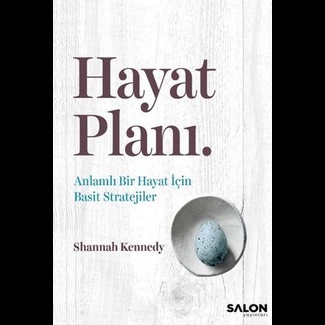 Hayat
Planı.
Anlamlı Bir Hayat İçin
Basit Stratejiler
Shannah Kennedy
SALON
yayınları